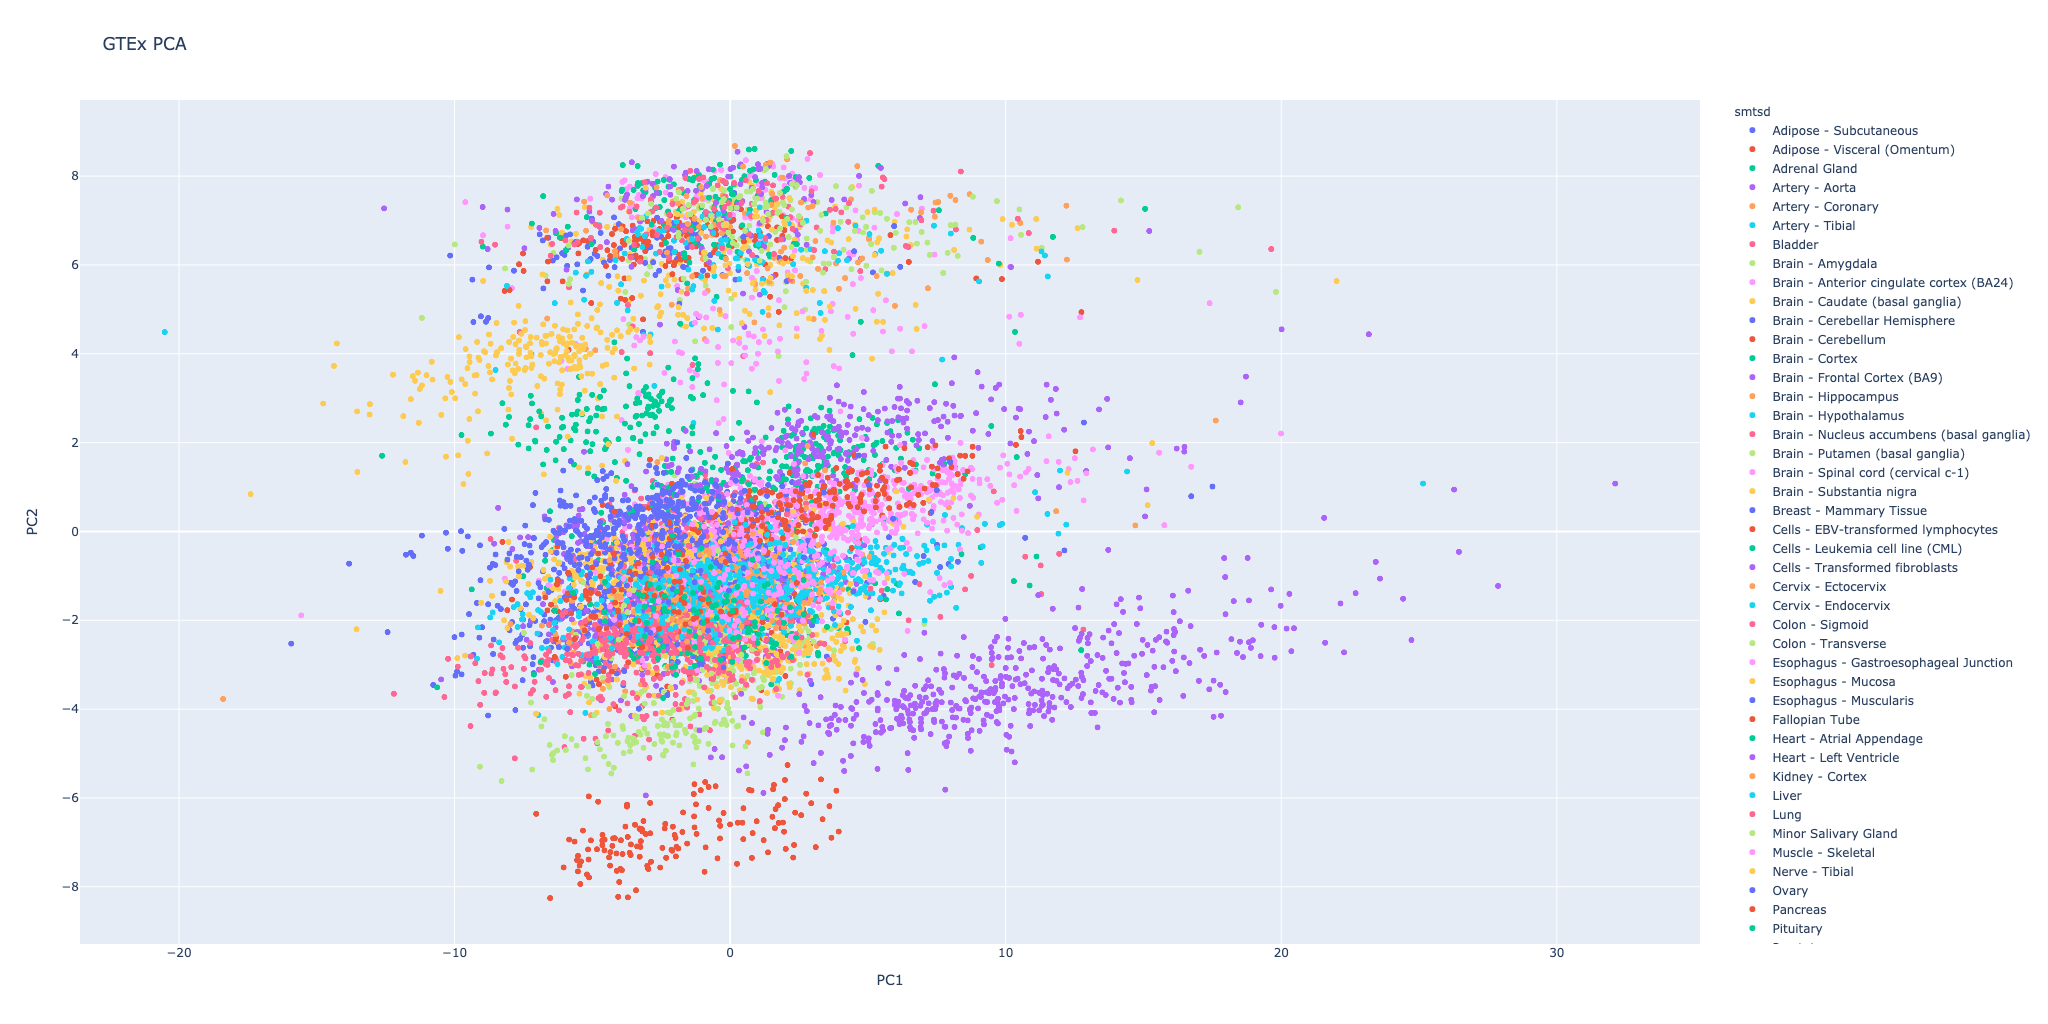 GTEx PCA
smtsd
Adipose - Subcutaneous
Adipose - Visceral (Omentum)
Adrenal Gland
Artery - Aorta
Artery - Coronary
Artery - Tibial
Bladder
Brain - Amygdala
Brain - Anterior cingulate cortex (BA24)
Brain - Caudate (basal ganglia)
Brain - Cerebellar Hemisphere
Brain - Cerebellum
Brain - Cortex
Brain - Frontal Cortex (BA9)
Brain - Hippocampus
Brain - Hypothalamus
Brain - Nucleus accumbens (basal ganglia)
Brain - Putamen (basal ganglia)
Brain - Spinal cord (cervical c-1)
Brain - Substantia nigra
Breast - Mammary Tissue
Cells - EBV-transformed lymphocytes
Cells - Leukemia cell line (CML)
Cells - Transformed fibroblasts
Cervix - Ectocervix
Cervix - Endocervix
Colon - Sigmoid
Colon - Transverse
Esophagus - Gastroesophageal Junction
Esophagus - Mucosa
Esophagus - Muscularis
Fallopian Tube
Heart - Atrial Appendage
Heart - Left Ventricle
Kidney - Cortex
Liver
Lung
Minor Salivary Gland
Muscle - Skeletal
Nerve - Tibial
Ovary
Pancreas
Pituitary
8
6
4
2
0
−2
−4
−6
−8
PC2
−20
−10
0
10
20
30
PC1